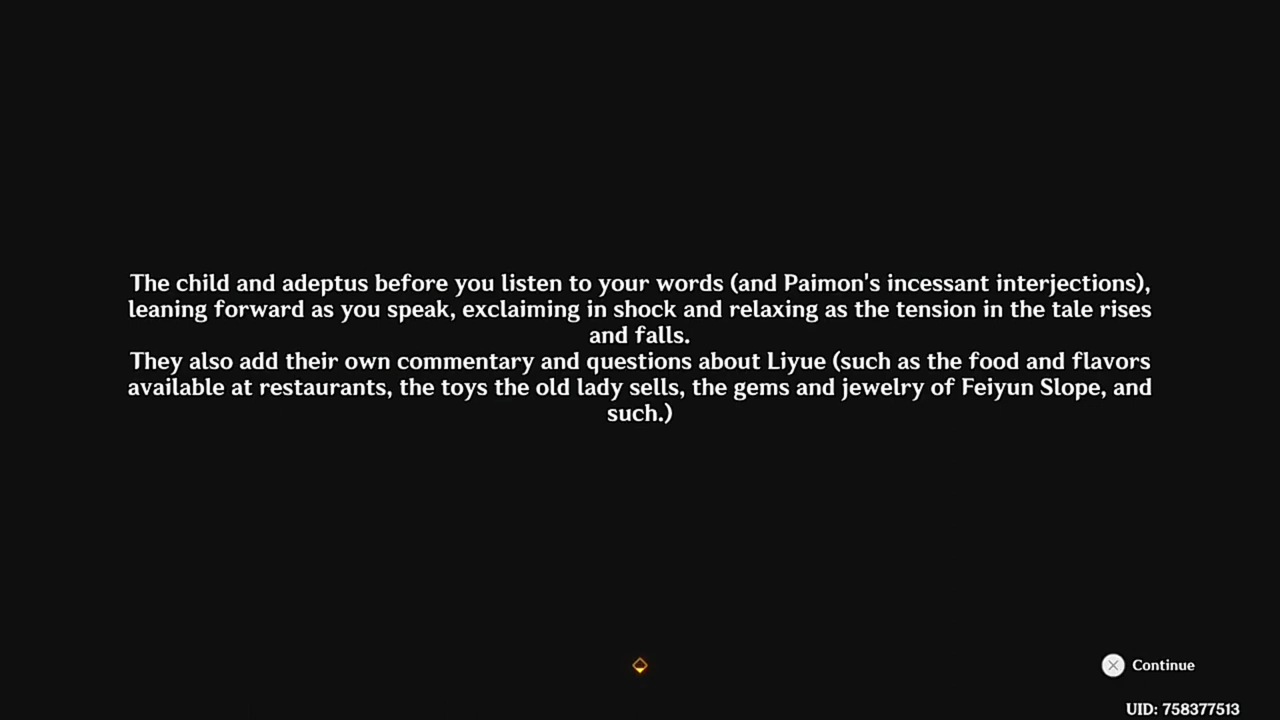 The child and adeptus before you listen to your words (and Paimon's incessant interjections),
leaning forward as you speak, exclaiming in shock and relaxing as the tension in the tale rises
and falls.
They also add their own commentary and questions about Liyue (such as the food and flavors
available at restaurants, the toys the old lady sells, the gems and jewelry of Feiyun Slope, and
such.)
Continue
UID: 758377513